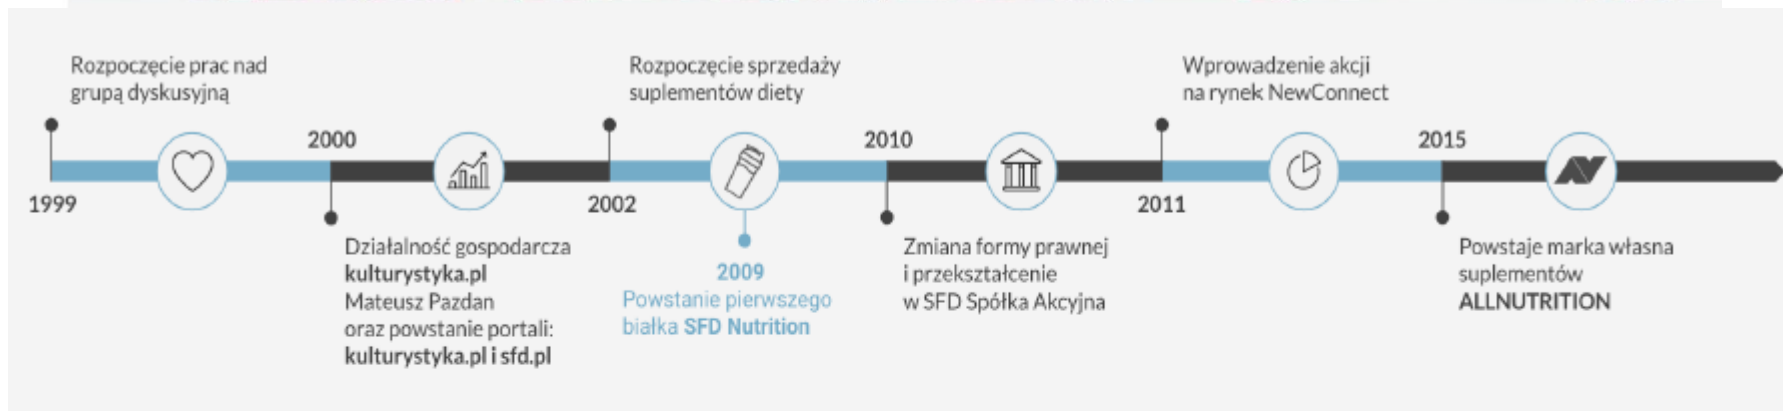 1999
Rozpoczęcie prac nad
grupą dyskusyjną
2000
Działalność gospodarcza
kulturystyka.pl
Mateusz Pazdan
oraz powstanie portali:
kulturystyka.pl i sfd.pl
2002
Rozpoczęcie sprzedaży
suplementów diety
2009
Powstanie pierwszego
białka SFD Nutrition
2010
Zmiana formy prawnej
i przekształcenie
w SFD Spółka Akcyjna
2011
Wprowadzenie akcji
na rynek NewConnect
2015
Powstaje marka własna
suplementów
ALLNUTRITION